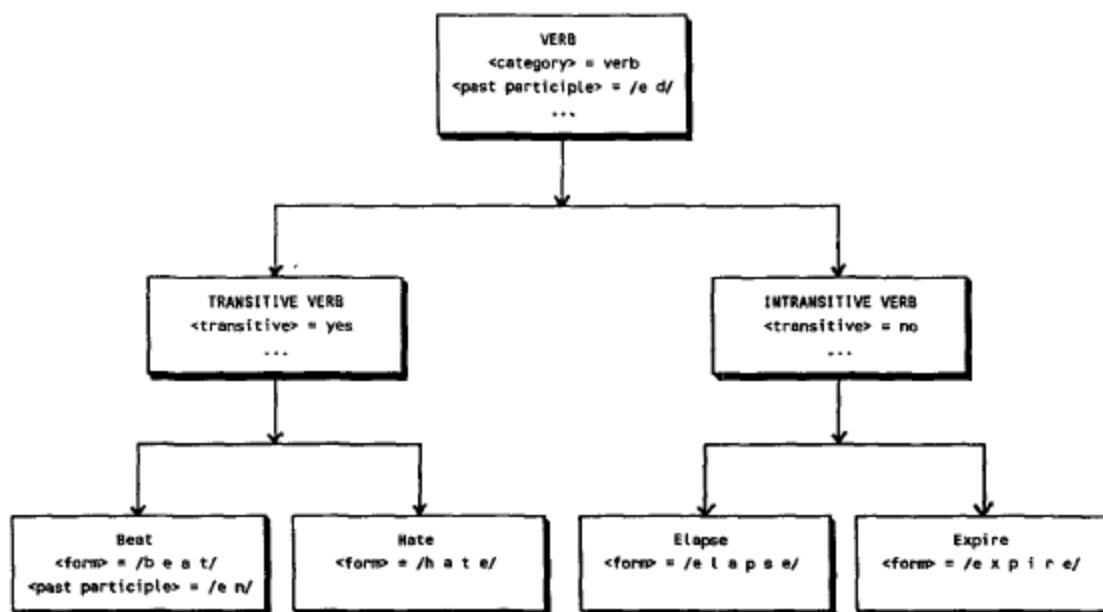 VERB
<category> = verb
<past participle> = /e d/
...
TRANSITIVE VERB
<transitive> = yes
...
INTRANSITIVE VERB
<transitive> = no
...
Beat
<form> = /b e a t/
<past participle> = /e n/
Hate
<form> = /h a t e/
Elapse
<form> = /e l a p s e/
Expire
<form> = /e x p i r e/